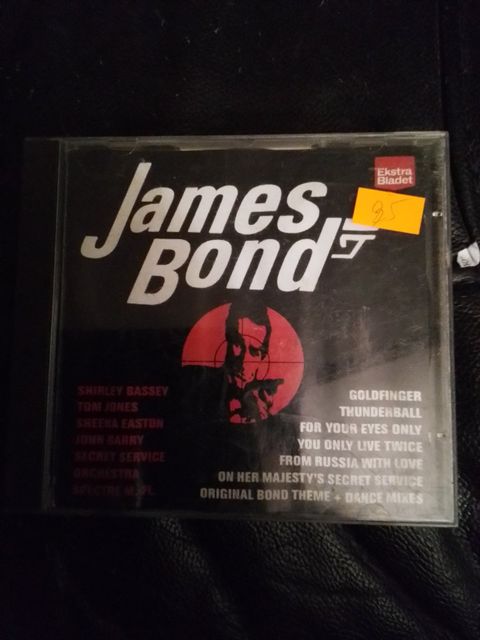 Ekstra
Bladet
James
Bond
SHIRLEY BASSEY
TOM JONES
SHEENA EASTON
JOHN BARRY
SECRET SERVICE
ORCHESTRA
SPECTRE
GOLDFINGER
THUNDERBALL
FOR YOUR EYES ONLY
YOU ONLY LIVE TWICE
FROM RUSSIA WITH LOVE
ON HER MAJESTY'S SECRET SERVICE
ORIGINAL BOND THEME + DANCE MIXES